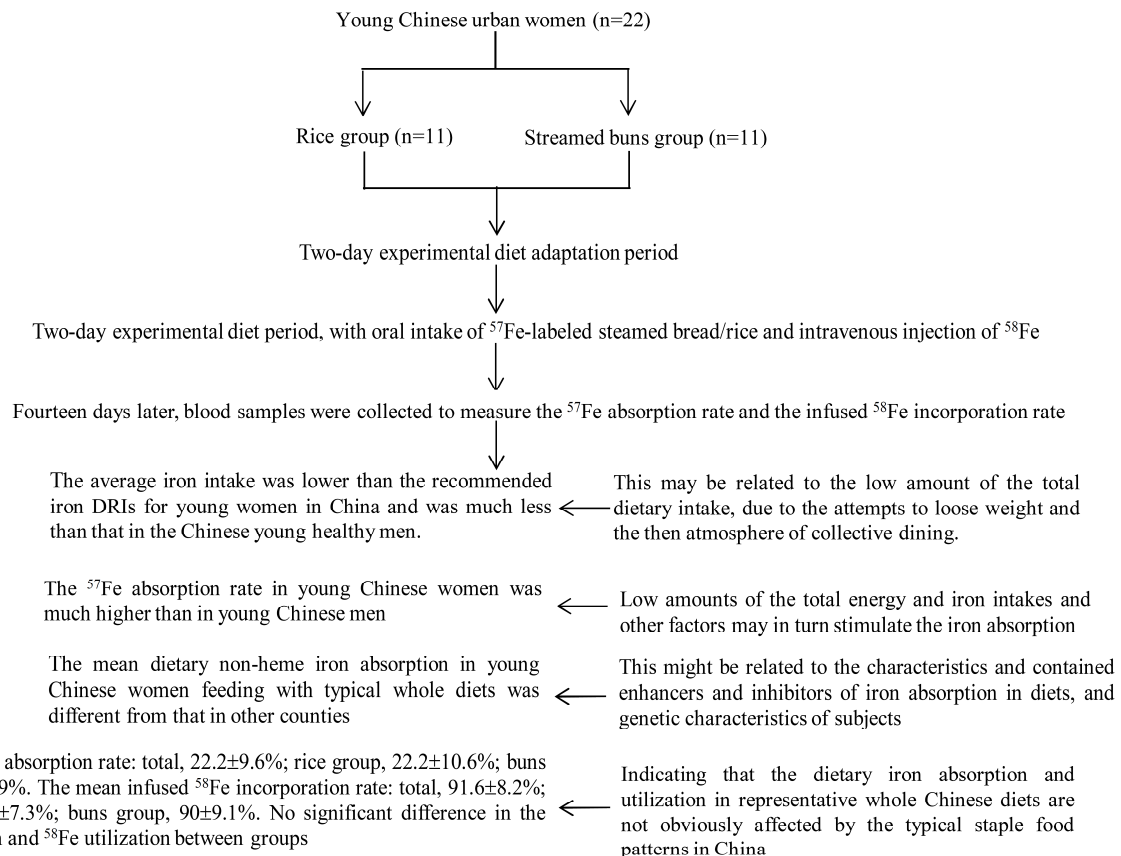 Young Chinese urban women (n=22)
Rice group (n=11)
Streamed buns group (n=11)
Two-day experimental diet adaptation period
Two-day experimental diet period, with oral intake of ⁵⁷Fe-labeled steamed bread/rice and intravenous injection of ⁵⁸Fe
Fourteen days later, blood samples were collected to measure the ⁵⁷Fe absorption rate and the infused ⁵⁸Fe incorporation rate
The average iron intake was lower than the recommended
iron DRIs for young women in China and was much less
than that in the Chinese young healthy men.
This may be related to the low amount of the total
dietary intake, due to the attempts to loose weight and
the then atmosphere of collective dining.
The ⁵⁷Fe absorption rate in young Chinese women was
much higher than in young Chinese men
Low amounts of the total energy and iron intakes and
other factors may in turn stimulate the iron absorption
The mean dietary non-heme iron absorption in young
Chinese women feeding with typical whole diets was
different from that in other counties
This might be related to the characteristics and contained
enhancers and inhibitors of iron absorption in diets, and
genetic characteristics of subjects
absorption rate: total, 22.2±9.6%; rice group, 22.2±10.6%; buns
9%. The mean infused ⁵⁸Fe incorporation rate: total, 91.6±8.2%;
±7.3%; buns group, 90±9.1%. No significant difference in the
and ⁵⁸Fe utilization between groups
Indicating that the dietary iron absorption and
utilization in representative whole Chinese diets are
not obviously affected by the typical staple food
patterns in China